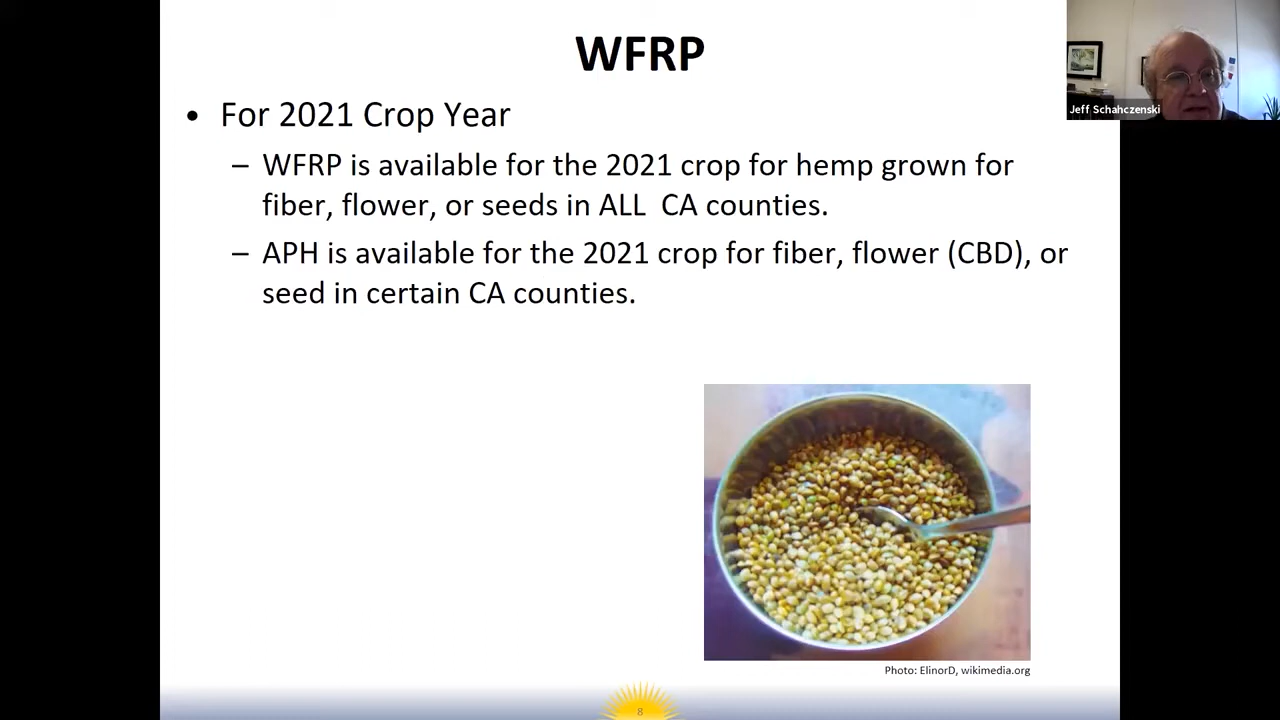 WFRP
Jeff Schahczenski
• For 2021 Crop Year
– WFRP is available for the 2021 crop for hemp grown for
fiber, flower, or seeds in ALL CA counties.
– APH is available for the 2021 crop for fiber, flower (CBD), or
seed in certain CA counties.
Photo: ElinorD, wikimedia.org
8